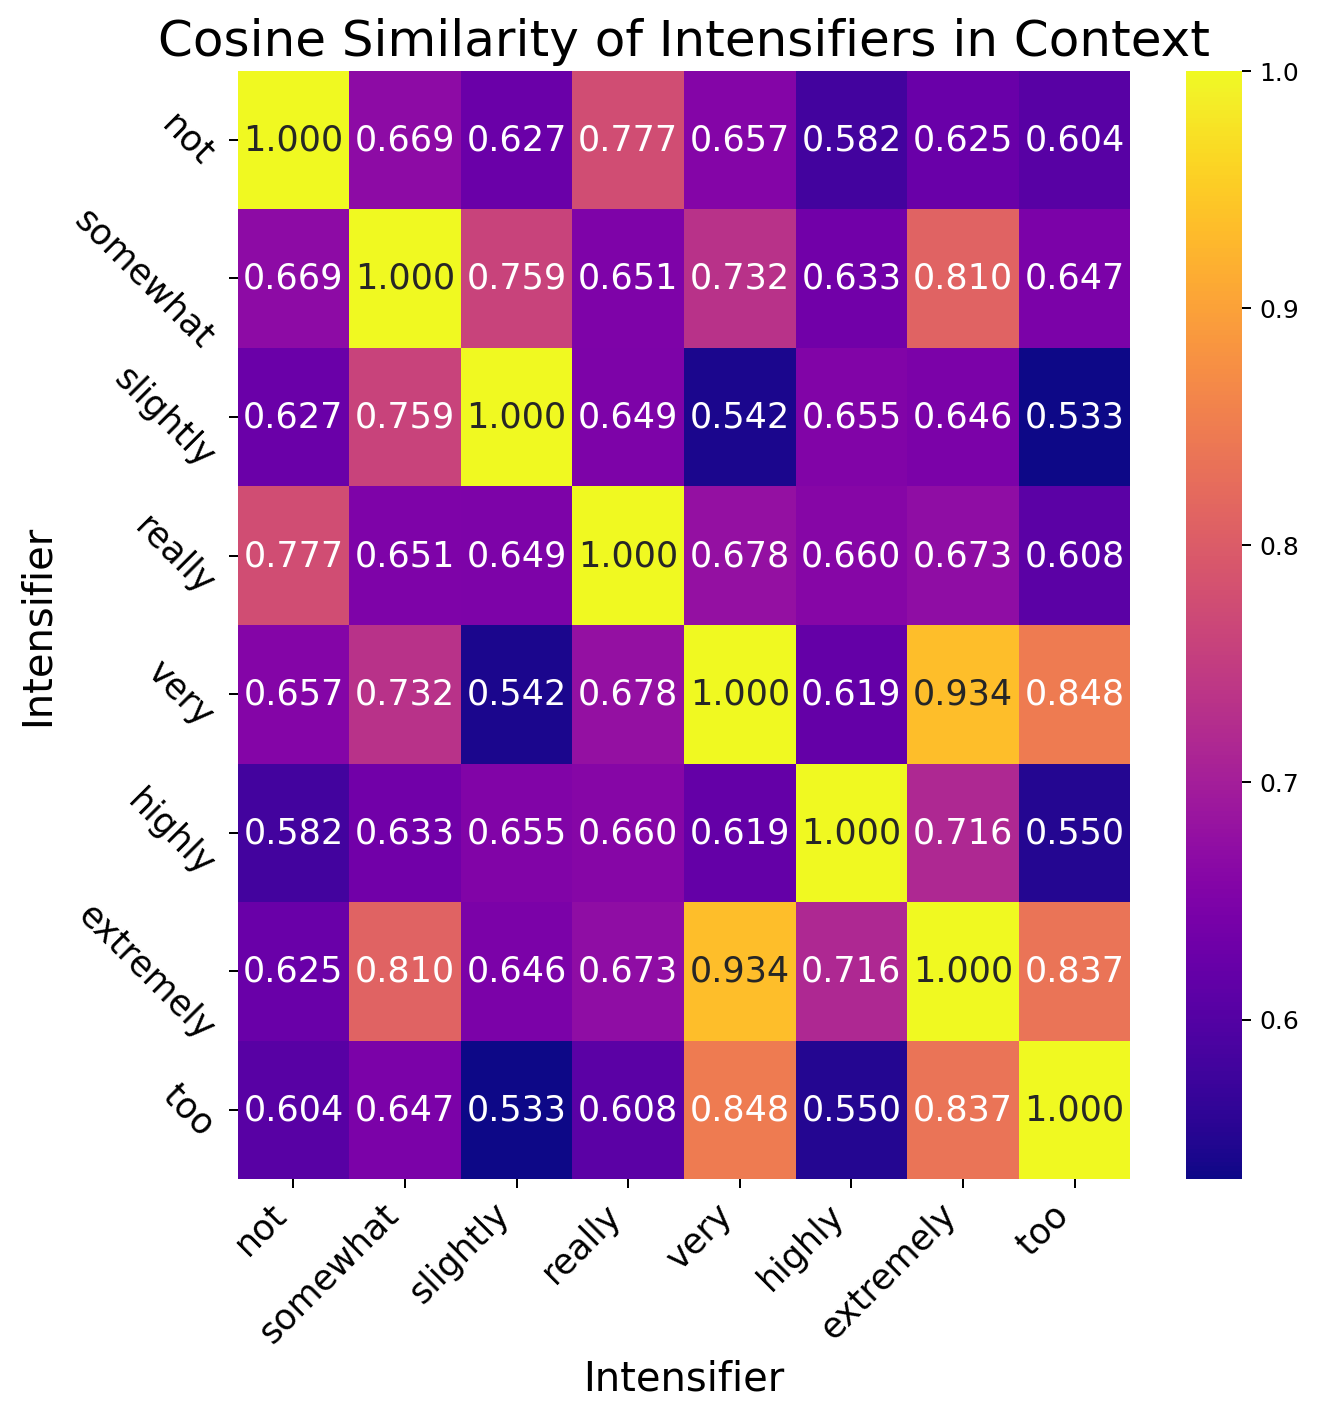 Cosine Similarity of Intensifiers in Context
not 1.000 0.669 0.627 0.777 0.657 0.582 0.625 0.604
somewhat 0.669 1.000 0.759 0.651 0.732 0.633 0.810 0.647
slightly 0.627 0.759 1.000 0.649 0.542 0.655 0.646 0.533
really 0.777 0.651 0.649 1.000 0.678 0.660 0.673 0.608
very 0.657 0.732 0.542 0.678 1.000 0.619 0.934 0.848
highly 0.582 0.633 0.655 0.660 0.619 1.000 0.716 0.550
extremely 0.625 0.810 0.646 0.673 0.934 0.716 1.000 0.837
too 0.604 0.647 0.533 0.608 0.848 0.550 0.837 1.000
not somewhat slightly really very highly extremely too
Intensifier
Intensifier
1.0
0.9
0.8
0.7
0.6